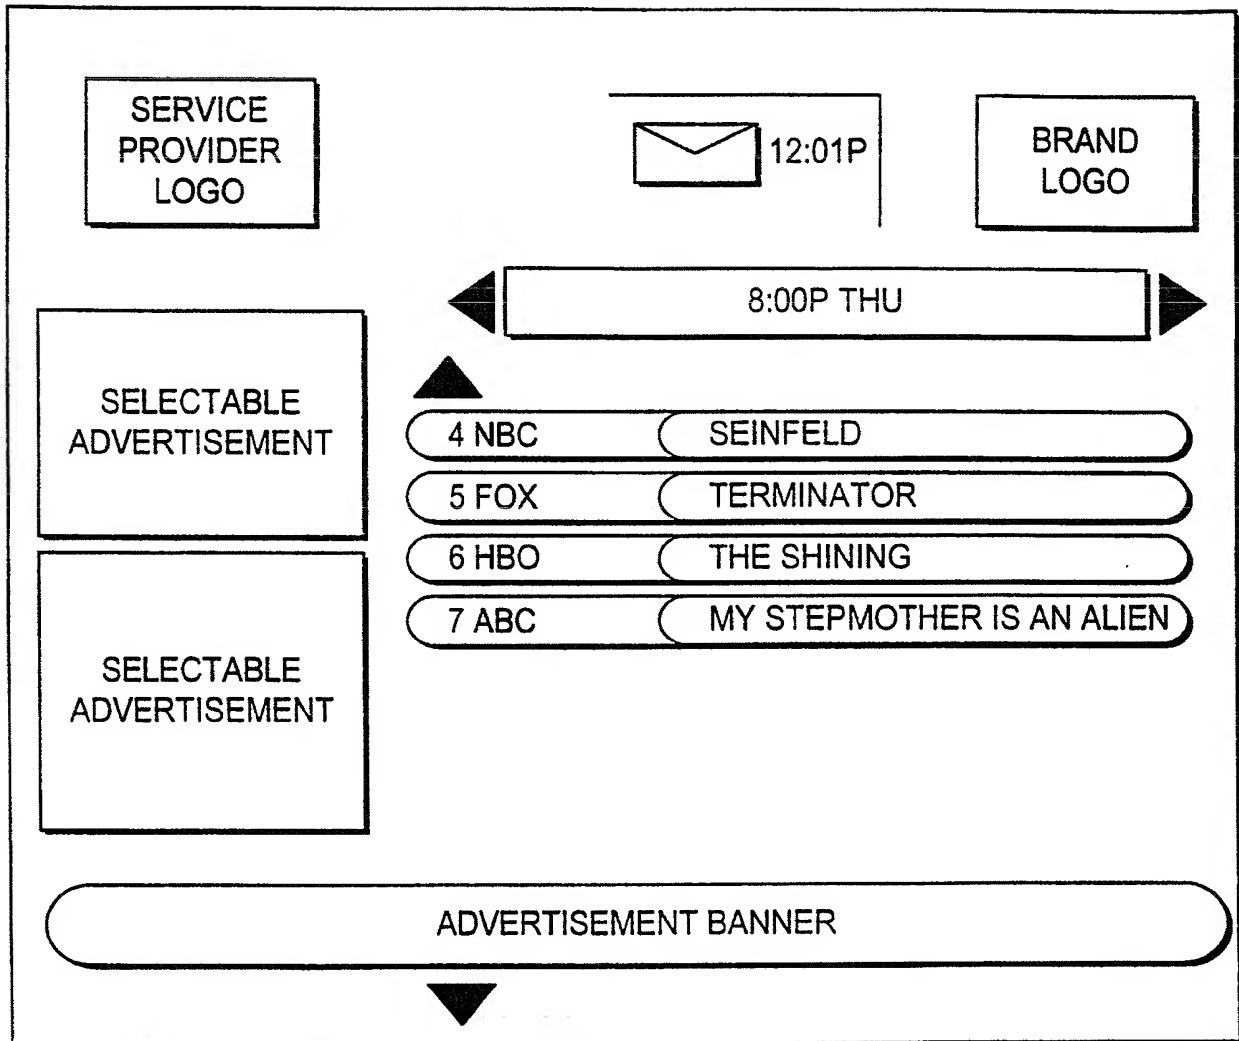 SERVICE
PROVIDER
LOGO
12:01P
BRAND
LOGO
8:00P THU
SELECTABLE
ADVERTISEMENT
4 NBC SEINFELD
5 FOX TERMINATOR
6 HBO THE SHINING
7 ABC MY STEPMOTHER IS AN ALIEN
SELECTABLE
ADVERTISEMENT
ADVERTISEMENT BANNER